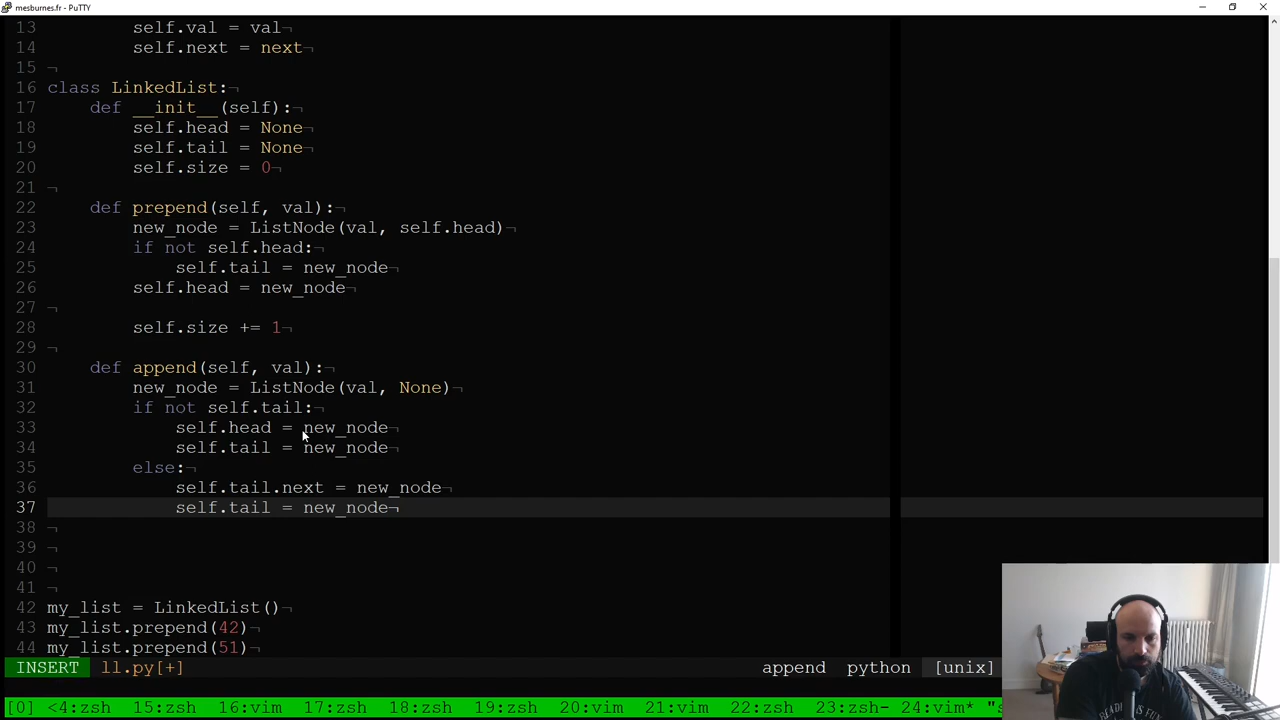 mesburnes.fr - PuTTY
13 self.val = val¬
14 self.next = next¬
15 ¬
16 class LinkedList:¬
17 def __init__(self):¬
18 self.head = None¬
19 self.tail = None¬
20 self.size = 0¬
21 ¬
22 def prepend(self, val):¬
23 new_node = ListNode(val, self.head)¬
24 if not self.head:¬
25 self.tail = new_node¬
26 self.head = new_node¬
27 ¬
28 self.size += 1¬
29 ¬
30 def append(self, val):¬
31 new_node = ListNode(val, None)¬
32 if not self.tail:¬
33 self.head = new_node¬
34 self.tail = new_node¬
35 else:¬
36 self.tail.next = new_node¬
37 self.tail = new_node¬
38 ¬
39 ¬
40 ¬
41 ¬
42 my_list = LinkedList()¬
43 my_list.prepend(42)¬
44 my_list.prepend(51)¬
INSERT ll.py[+] append python [unix]
[0] <4:zsh 15:zsh 16:vim 17:zsh 18:zsh 19:zsh 20:vim 21:vim 22:zsh 23:zsh- 24:vim* "s